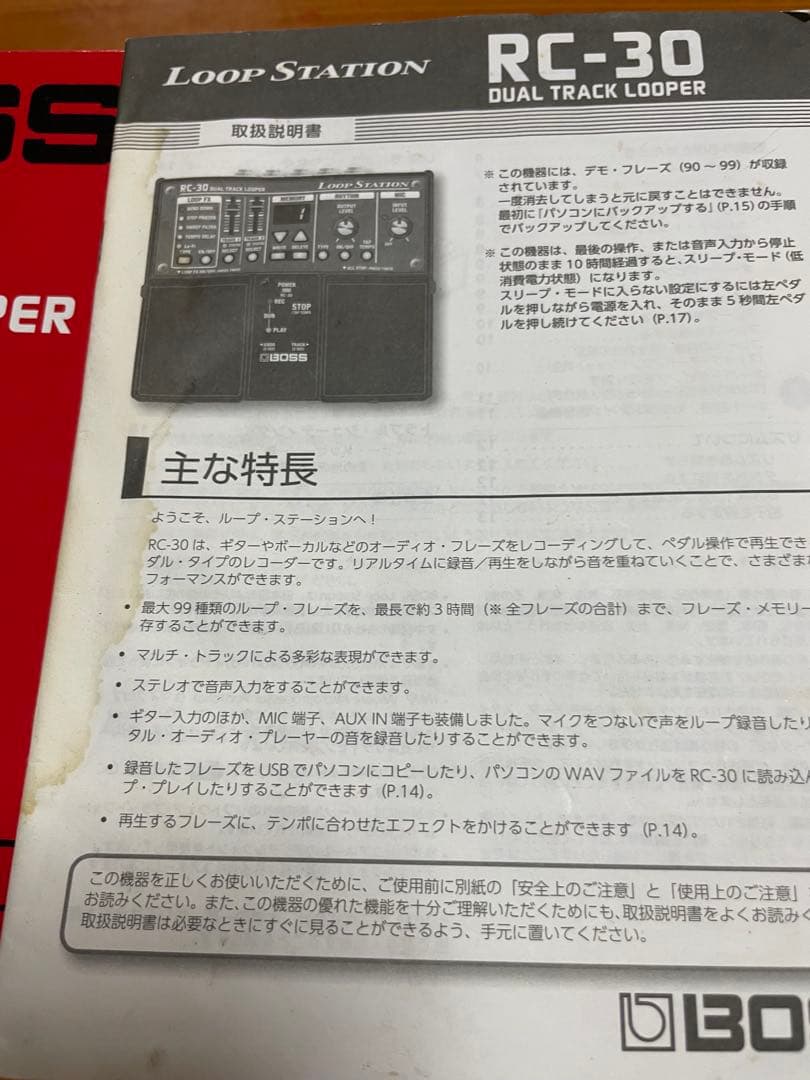 LOOP STATION
RC-30
DUAL TRACK LOOPER
取扱説明書
SS
PER
RC-30 DUAL TRACK LOOPER
LOOP STATION
LOOP FX
MEMORY
RHYTHM
MIC
OUTPUT
LEVEL
INPUT
LEVEL
WRITE
DELETE
TYPE
ON/OFF
TAP
TEMPO
POWER
REC
STOP
DUB
PLAY
BOSS
※ この機器には、デモ・フレーズ（90 ～ 99）が収録
されています。
一度消去してしまうと元に戻すことはできません。
最初に「パソコンにバックアップする」（P.15）の手順
でバックアップしてください。
※ この機器は、最後の操作、または音声入力から停止
状態のまま 10 時間経過すると、スリープ・モード（低
消費電力状態）になります。
スリープ・モードに入らない設定にするには左ペダ
ルを押しながら電源を入れ、そのまま 5 秒間左ペダ
ルを押し続けてください（P.17）。
主な特長
ようこそ、ループ・ステーションへ！
RC-30 は、ギターやボーカルなどのオーディオ・フレーズをレコーディングして、ペダル操作で再生でき
ダル・タイプのレコーダーです。リアルタイムに録音／再生をしながら音を重ねていくことで、さまざまな
フォーマンスができます。
• 最大 99 種類のループ・フレーズを、最長で約 3 時間（※ 全フレーズの合計）まで、フレーズ・メモリー
存することができます。
• マルチ・トラックによる多彩な表現ができます。
• ステレオで音声入力をすることができます。
• ギター入力のほか、MIC 端子、AUX IN 端子も装備しました。マイクをつないで声をループ録音したり
タル・オーディオ・プレーヤーの音を録音したりすることができます。
• 録音したフレーズを USB でパソコンにコピーしたり、パソコンの WAV ファイルを RC-30 に読み込ん
プ・プレイしたりすることができます（P.14）。
• 再生するフレーズに、テンポに合わせたエフェクトをかけることができます（P.14）。
この機器を正しくお使いいただくために、ご使用前に別紙の「安全上のご注意」と「使用上のご注意」
お読みください。また、この機器の優れた機能を十分ご理解いただくためにも、取扱説明書をよくお読みく
取扱説明書は必要なときにすぐに見ることができるよう、手元に置いてください。
BOS